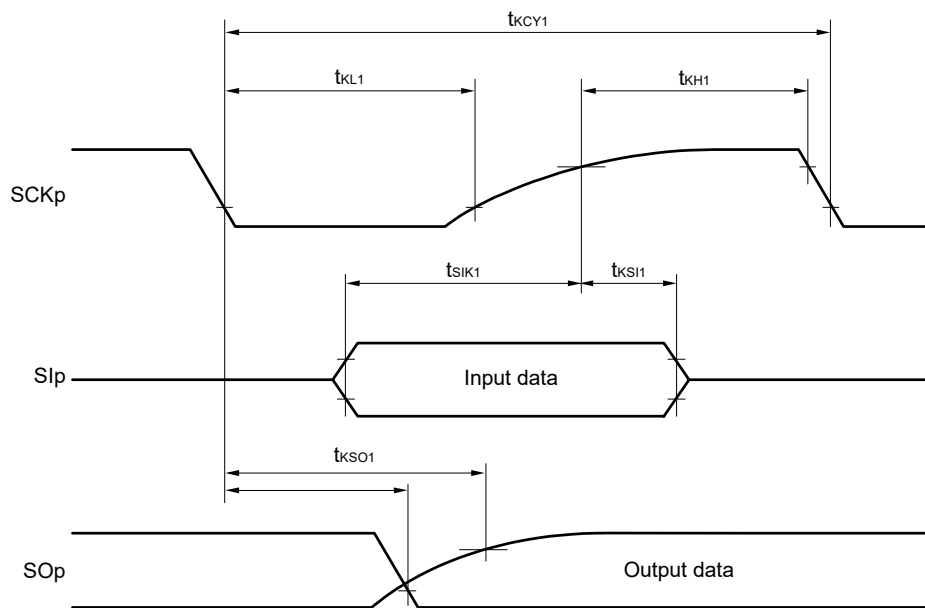 tKCY1
tKL1
tKH1
SCKp
tSIK1
tKSI1
SIp
Input data
tKSO1
SOp
Output data